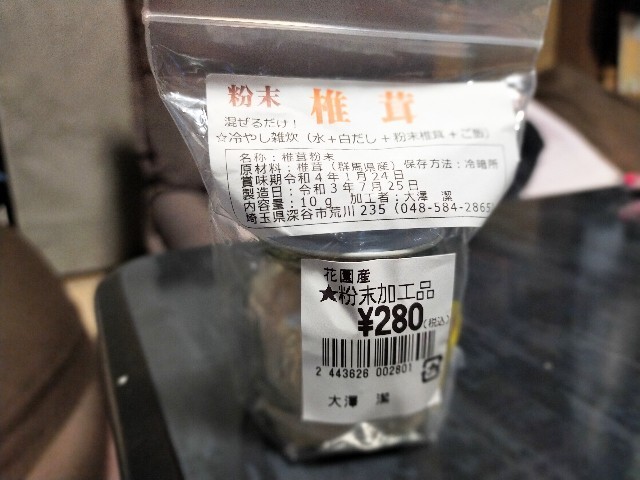 粉末 椎茸
混ぜるだけ！
☆冷やし雑炊（水＋白だし＋粉末椎茸＋ご飯）
名称：椎茸粉末
原材料：椎茸（群馬県産）保存方法：冷暗所
賞味期令和４年１月２４日
製造日：令和３年７月２５日
内容量：１０ｇ 加工者：大澤 潔
埼玉県深谷市荒川 235（048-584-2865
花園産
★粉末加工品
¥280(税込)
2 443626 002801
大澤 潔